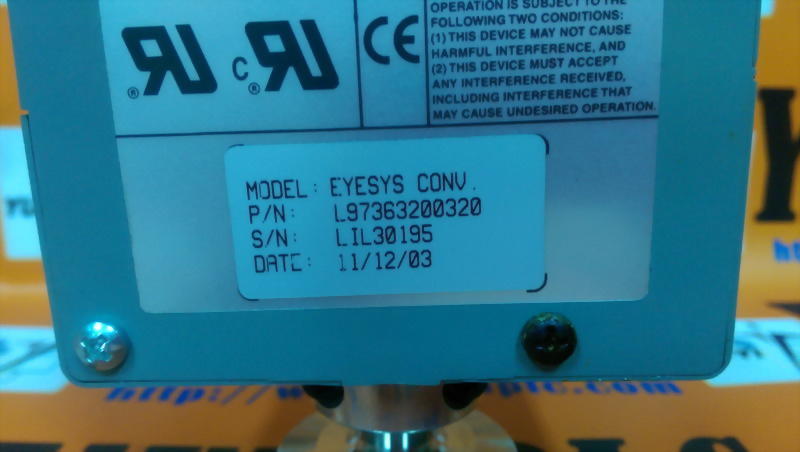 OPERATION IS SUBJECT TO THE
FOLLOWING TWO CONDITIONS:
(1) THIS DEVICE MAY NOT CAUSE
HARMFUL INTERFERENCE, AND
(2) THIS DEVICE MUST ACCEPT
ANY INTERFERENCE RECEIVED,
INCLUDING INTERFERENCE THAT
MAY CAUSE UNDESIRED OPERATION.
C
CE
MODEL: EYESYS CONV.
P/N: L97363200320
S/N: LIL30195
DATE: 11/12/03